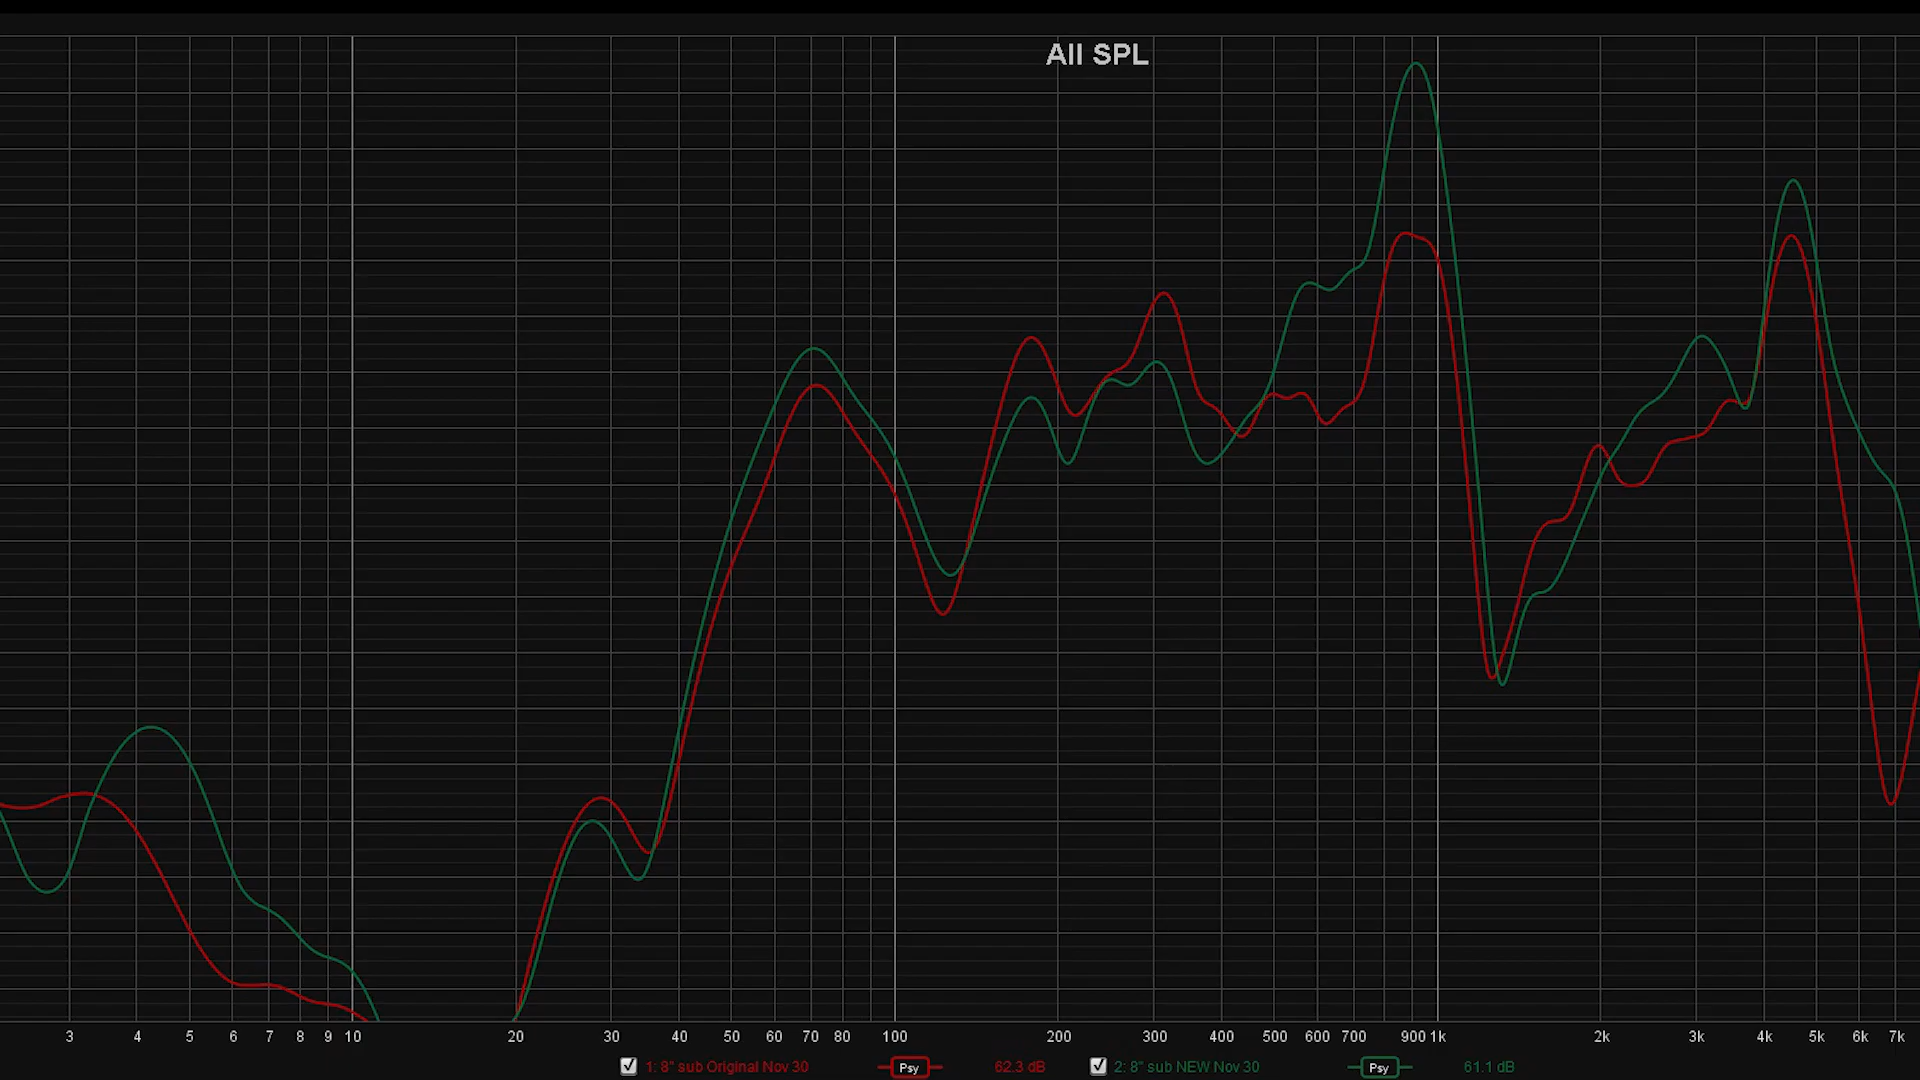 All SPL
3 4 5 6 7 8 9 10 20 30 40 50 60 70 80 100 200 300 400 500 600 700 900 1k 2k 3k 4k 5k 6k 7k
1: 8" sub Original Nov 30 Psy 62.3 dB 2: 8" sub NEW Nov 30 Psy 61.1 dB